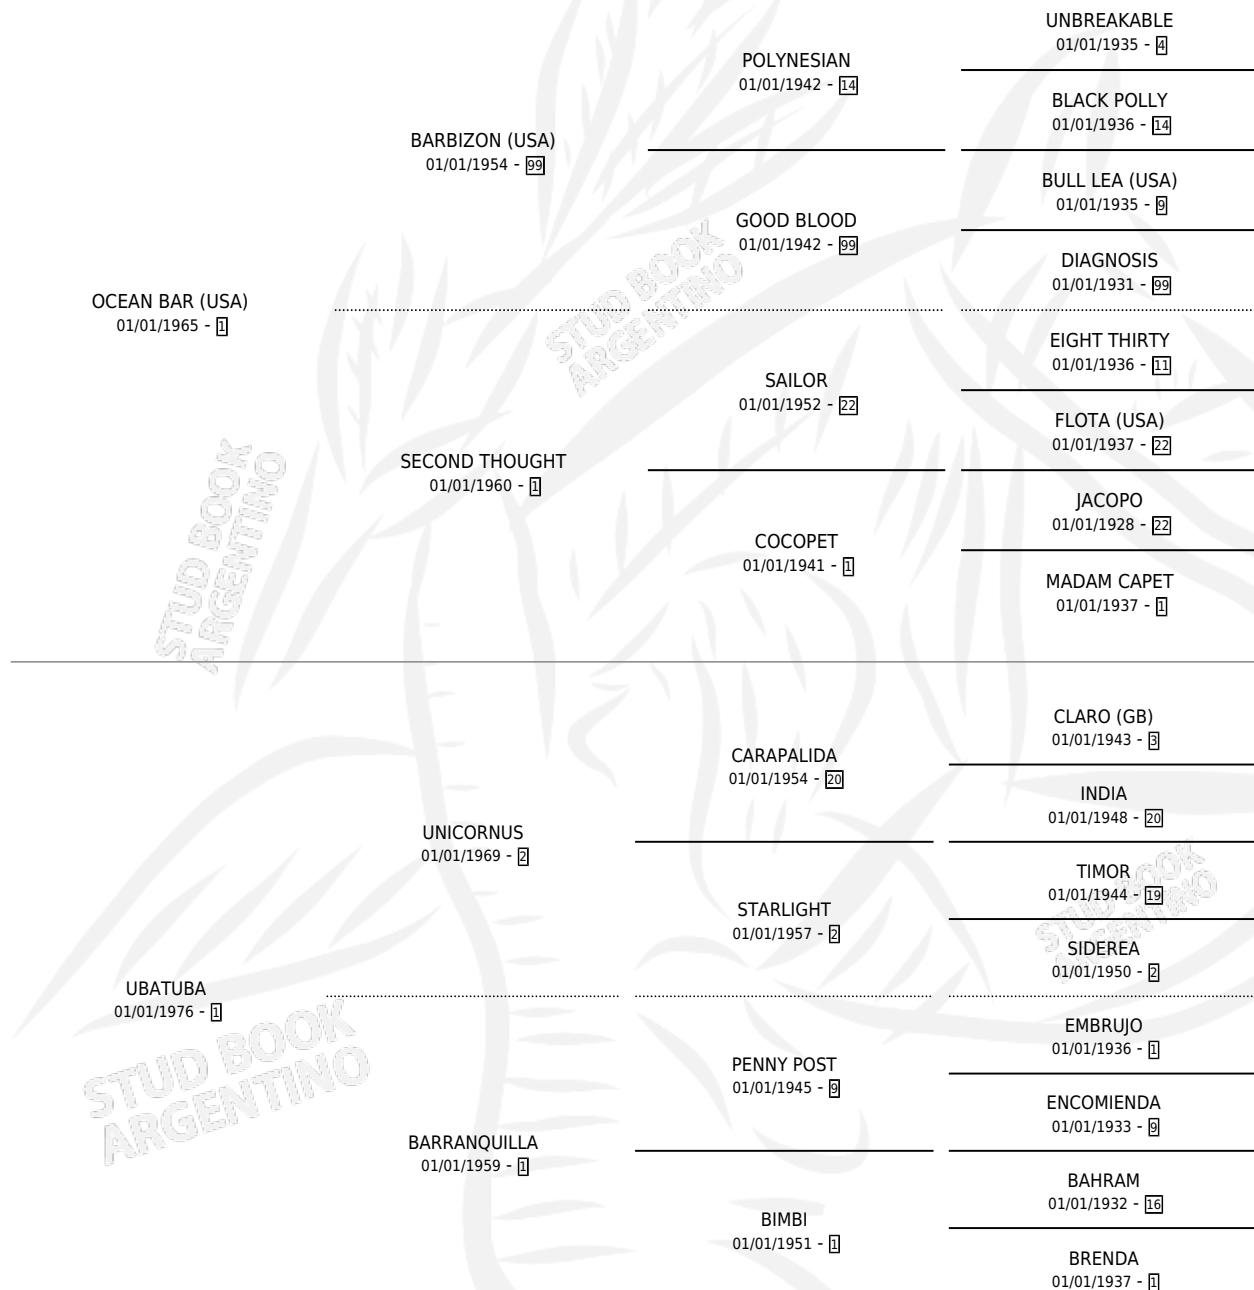 UNBREAKABLE
01/01/1935 - 4
POLYNESIAN
01/01/1942 - 14
BLACK POLLY
01/01/1936 - 14
BARBIZON (USA)
01/01/1954 - 99
BULL LEA (USA)
01/01/1935 - 9
GOOD BLOOD
01/01/1942 - 99
DIAGNOSIS
01/01/1931 - 99
OCEAN BAR (USA)
01/01/1965 - 1
EIGHT THIRTY
01/01/1936 - 11
SAILOR
01/01/1952 - 22
FLOTA (USA)
01/01/1937 - 22
SECOND THOUGHT
01/01/1960 - 1
JACOPO
01/01/1928 - 22
COCOPET
01/01/1941 - 1
MADAM CAPET
01/01/1937 - 1
CLARO (GB)
01/01/1943 - 3
CARAPALIDA
01/01/1954 - 20
INDIA
01/01/1948 - 20
UNICORNUS
01/01/1969 - 2
TIMOR
01/01/1944 - 19
STARLIGHT
01/01/1957 - 2
SIDEREA
01/01/1950 - 2
UBATUBA
01/01/1976 - 1
EMBRUJO
01/01/1936 - 1
PENNY POST
01/01/1945 - 9
ENCOMIENDA
01/01/1933 - 9
BARRANQUILLA
01/01/1959 - 1
BAHRAM
01/01/1932 - 16
BIMBI
01/01/1951 - 1
BRENDA
01/01/1937 - 1
STUD BOOK
ARGENTINO
STUD BOOK
ARGENTINO
STUD BOOK
ARGENTINO
STUD BOOK
ARGENTINO